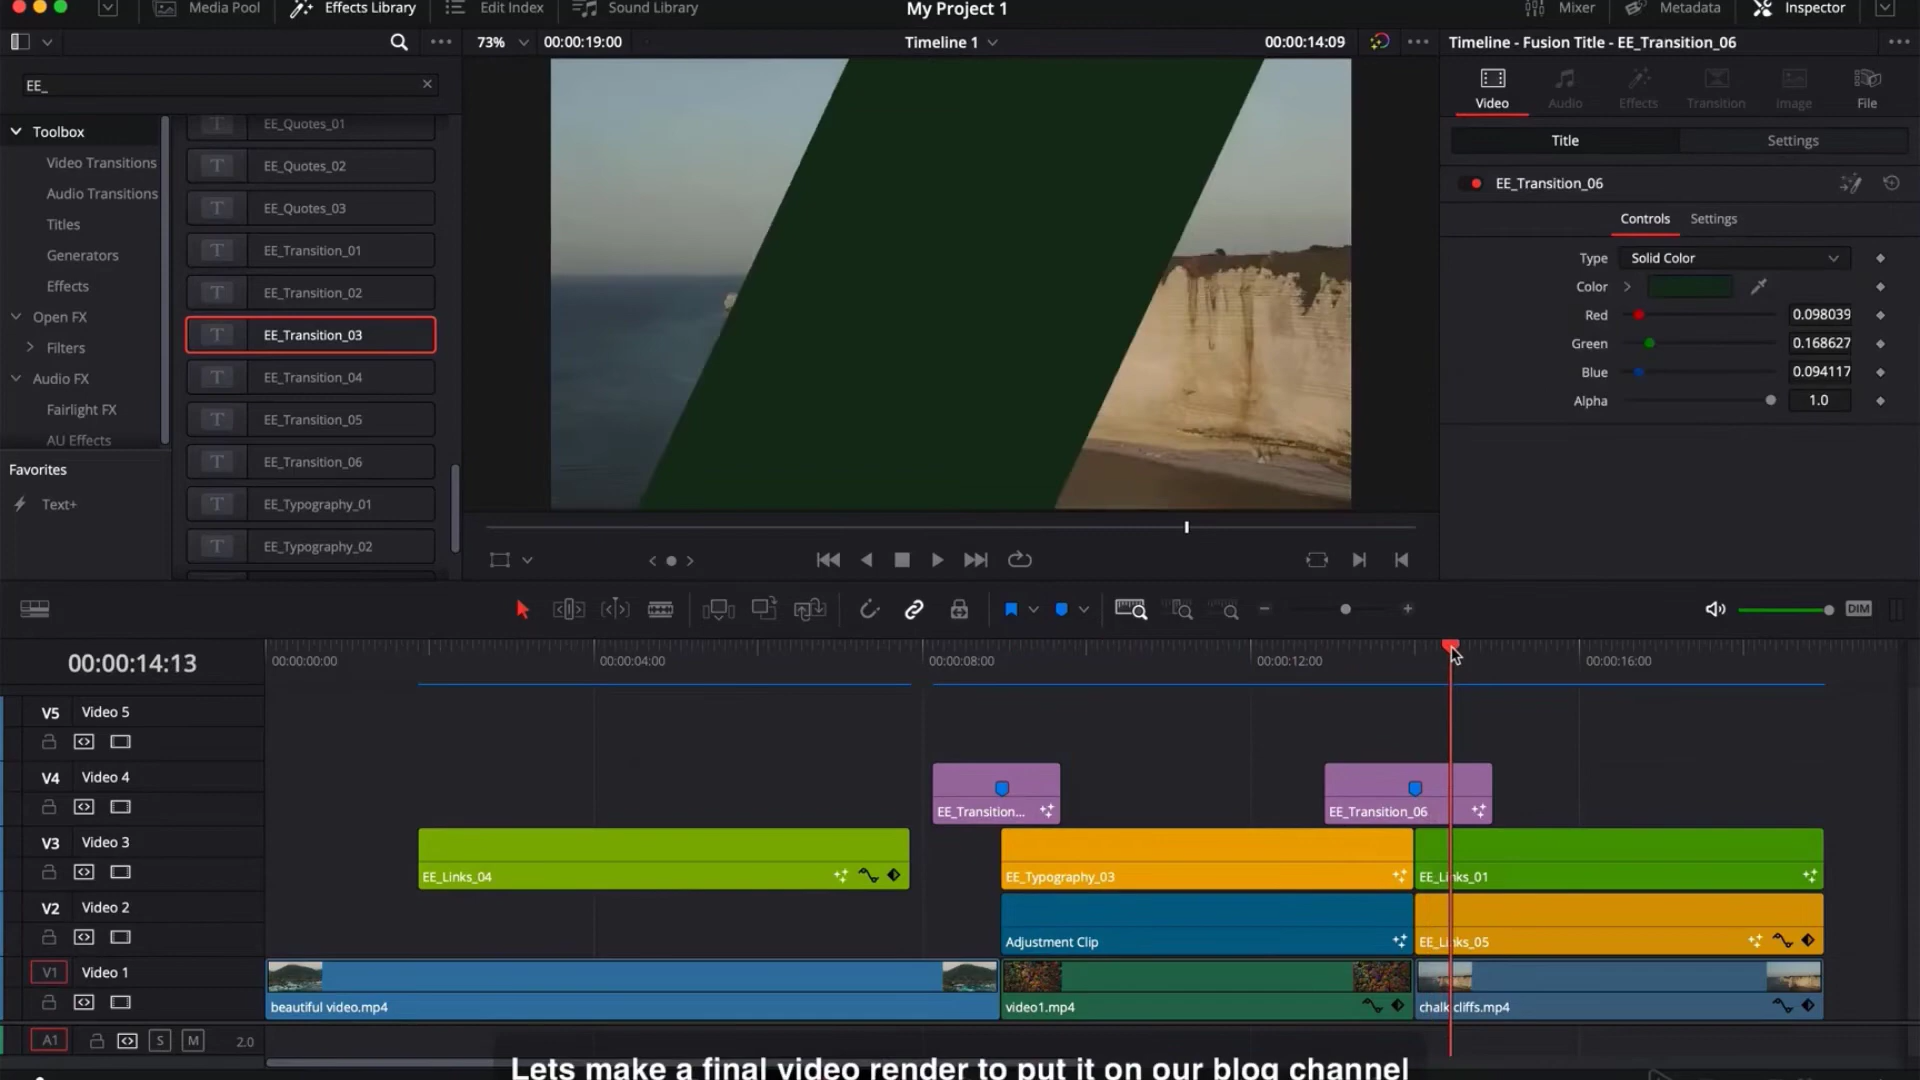 Media Pool
Effects Library
Edit Index
Sound Library
My Project 1
Mixer
Metadata
Inspector
73%
00:00:19:00
Timeline 1
00:00:14:09
Timeline - Fusion Title - EE_Transition_06
EE_
Toolbox
Video Transitions
Audio Transitions
Titles
Generators
Effects
Open FX
Filters
Audio FX
Fairlight FX
AU Effects
Favorites
Text+
T EE_Quotes_01
T EE_Quotes_02
T EE_Quotes_03
T EE_Transition_01
T EE_Transition_02
T EE_Transition_03
T EE_Transition_04
T EE_Transition_05
T EE_Transition_06
T EE_Typography_01
T EE_Typography_02
Video
Audio
Effects
Transition
Image
File
Title
Settings
EE_Transition_06
Controls
Settings
Type Solid Color
Color
Red 0.098039
Green 0.168627
Blue 0.094117
Alpha 1.0
DIM
00:00:14:13
00:00:00:00
00:00:04:00
00:00:08:00
00:00:12:00
00:00:16:00
V5 Video 5
V4 Video 4
EE_Transition...
EE_Transition_06
V3 Video 3
EE_Links_04
EE_Typography_03
EE_Links_01
V2 Video 2
Adjustment Clip
EE_Links_05
V1 Video 1
beautiful video.mp4
video1.mp4
chalk cliffs.mp4
A1 S M 2.0
Lets make a final video render to put it on our blog channel